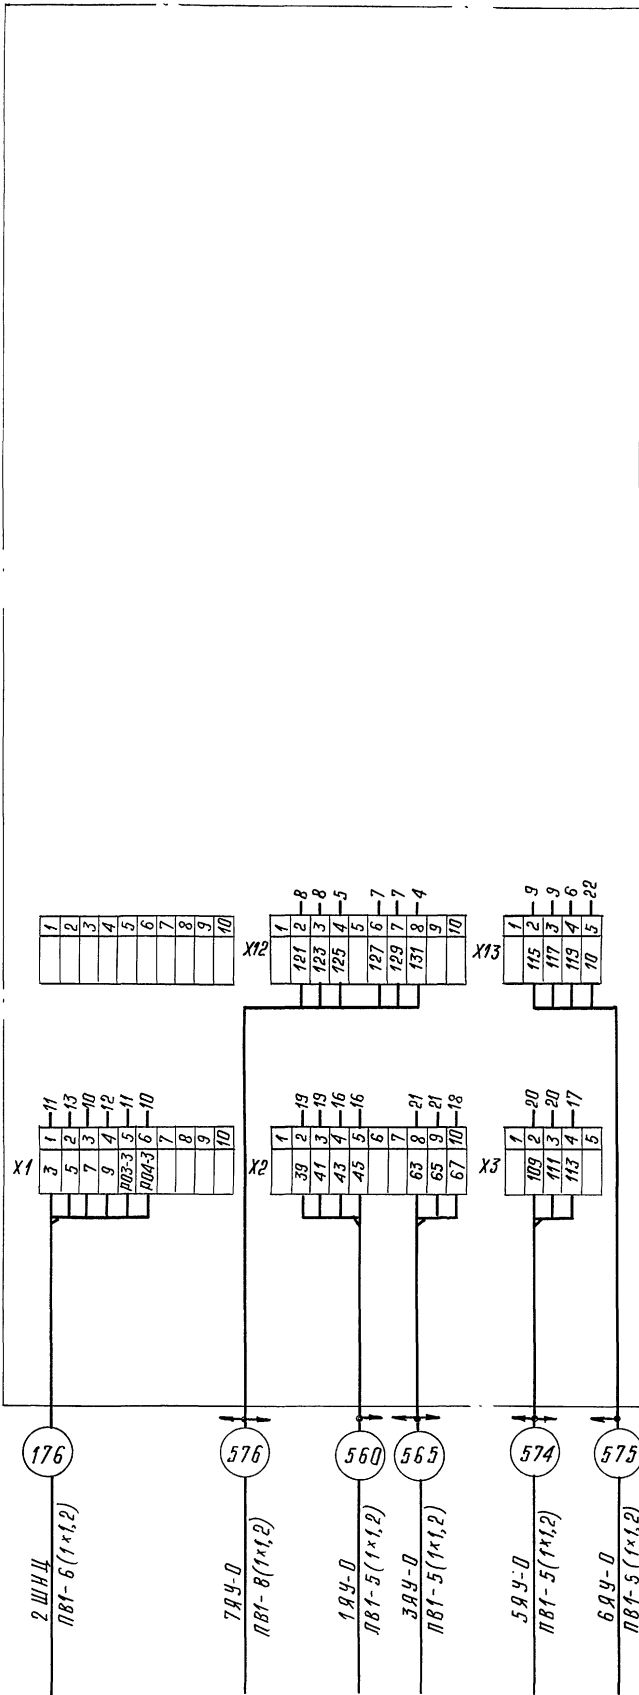 1 2 3 4 5 6 7 8 9 10
X12
1
121 2 8
123 3 8
125 4 5
5
127 6 7
129 7 7
131 8 4
9
10
X13
1
115 2 9
117 3 9
119 4 6
10 5 22
X1
3 1 11
5 2 13
7 3 10
9 4 12
Р03-3 5 11
Р04-3 6 10
7
8
9
10
X2
1
39 2 19
41 3 19
43 4 16
45 5 16
6
7
63 8 21
65 9 21
67 10 18
X3
1
109 2 20
111 3 20
113 4 17
5
176
576
560
565
574
575
2 ШНЦ
ПВ1-6(1×1,2)
7ЯУ-0
ПВ1-8(1×1,2)
1ЯУ-0
ПВ1-5(1×1,2)
3ЯУ-0
ПВ1-5(1×1,2)
5ЯУ-0
ПВ1-5(1×1,2)
6ЯУ-0
ПВ1-5(1×1,2)